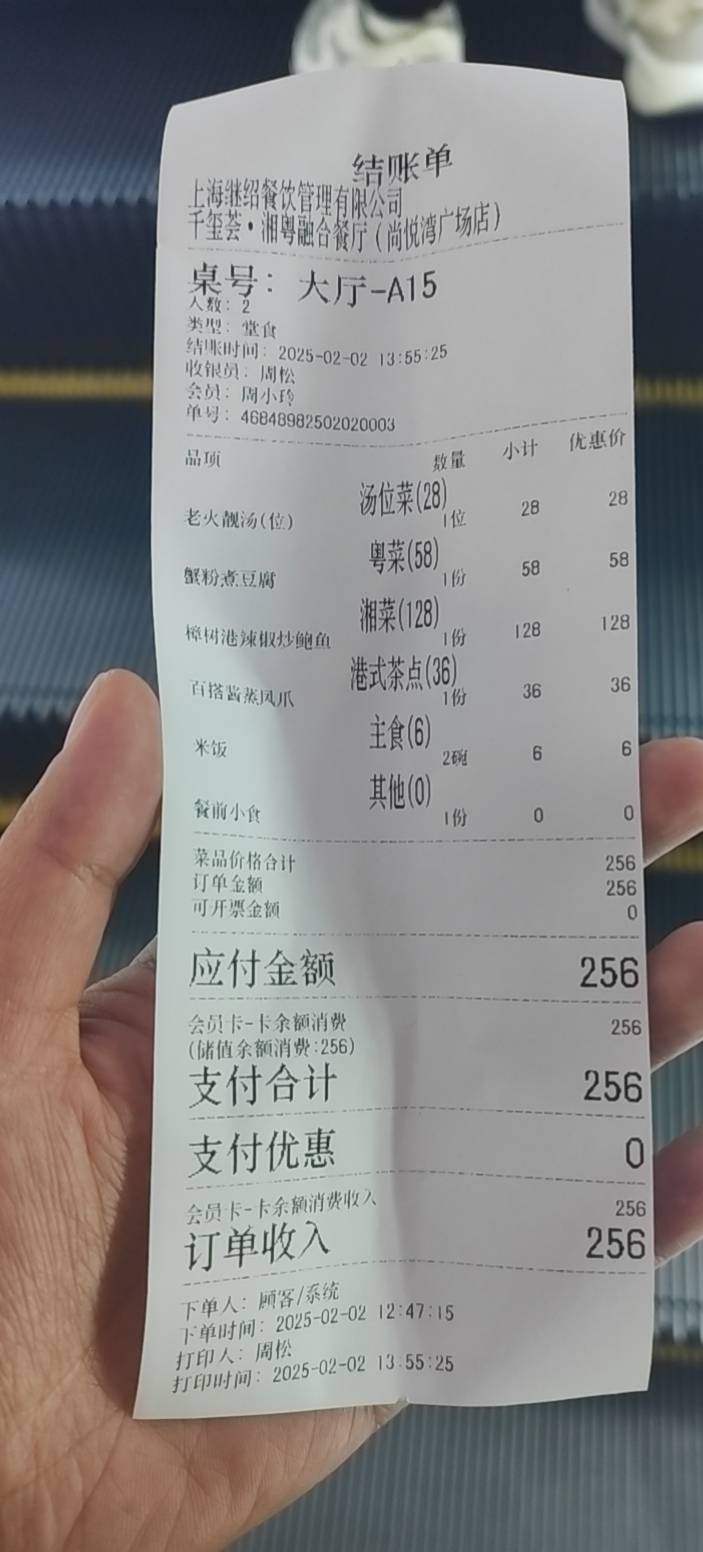 结账单
上海继绍餐饮管理有限公司
千玺荟·湘粤融合餐厅(尚悦湾广场店)
桌号: 大厅-A15
人数: 2
类型: 堂食
结账时间: 2025-02-02 13:55:25
收银员: 周松
会员: 周小玲
单号: 46848982502020003
品项 数量 小计 优惠价
汤位菜(28)
老火靓汤(位) 1位 28 28
粤菜(58)
蟹粉煮豆腐 1份 58 58
湘菜(128)
樟树港辣椒炒鲍鱼 1份 128 128
港式茶点(36)
百搭酱蒸凤爪 1份 36 36
主食(6)
米饭 2碗 6 6
其他(0)
餐前小食 1份 0 0
菜品价格合计 256
订单金额 256
可开票金额 0
应付金额 256
会员卡-卡余额消费 256
(储值余额消费:256)
支付合计 256
支付优惠 0
会员卡-卡余额消费收入 256
订单收入 256
下单人: 顾客/系统
下单时间: 2025-02-02 12:47:15
打印人: 周松
打印时间: 2025-02-02 13:55:25